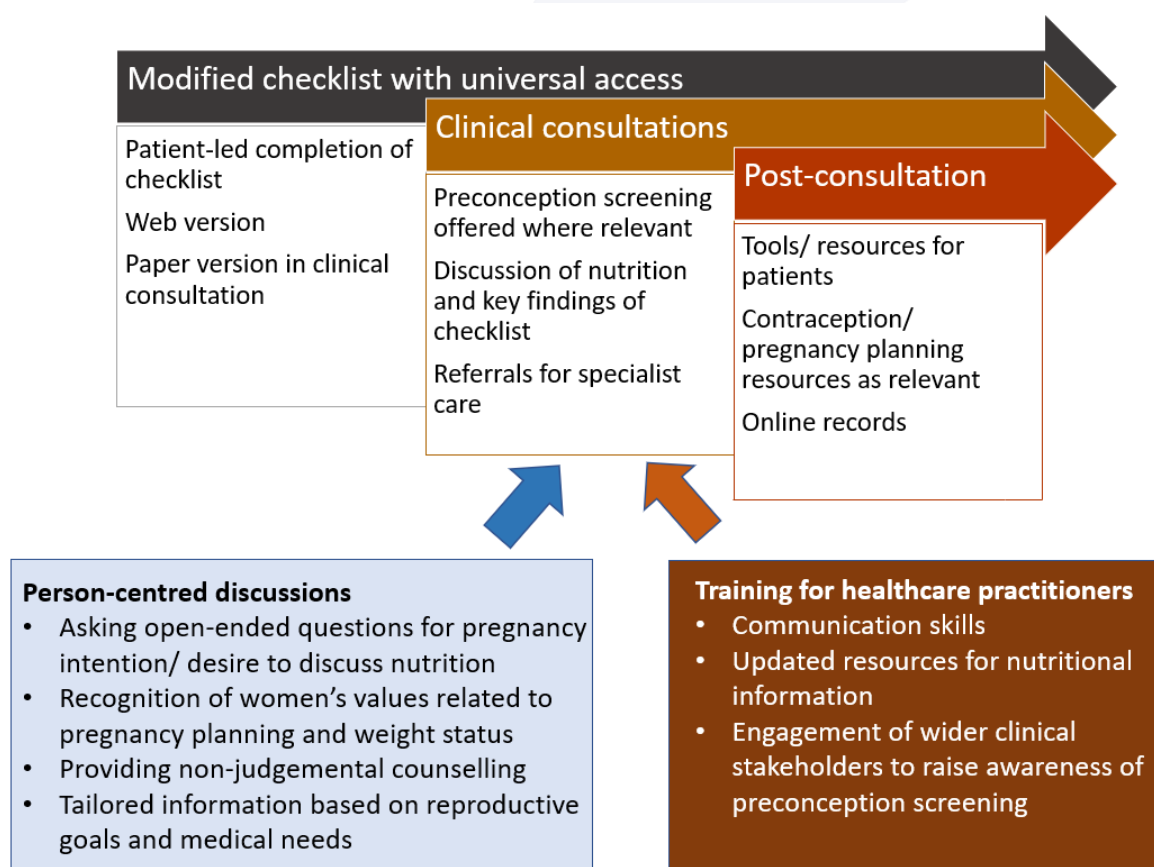 Modified checklist with universal access
Patient-led completion of
checklist
Web version
Paper version in clinical
consultation
Clinical consultations
Preconception screening
offered where relevant
Discussion of nutrition
and key findings of
checklist
Referrals for specialist
care
Post-consultation
Tools/ resources for
patients
Contraception/
pregnancy planning
resources as relevant
Online records
Person-centred discussions
• Asking open-ended questions for pregnancy
intention/ desire to discuss nutrition
• Recognition of women’s values related to
pregnancy planning and weight status
• Providing non-judgemental counselling
• Tailored information based on reproductive
goals and medical needs
Training for healthcare practitioners
• Communication skills
• Updated resources for nutritional
information
• Engagement of wider clinical
stakeholders to raise awareness of
preconception screening